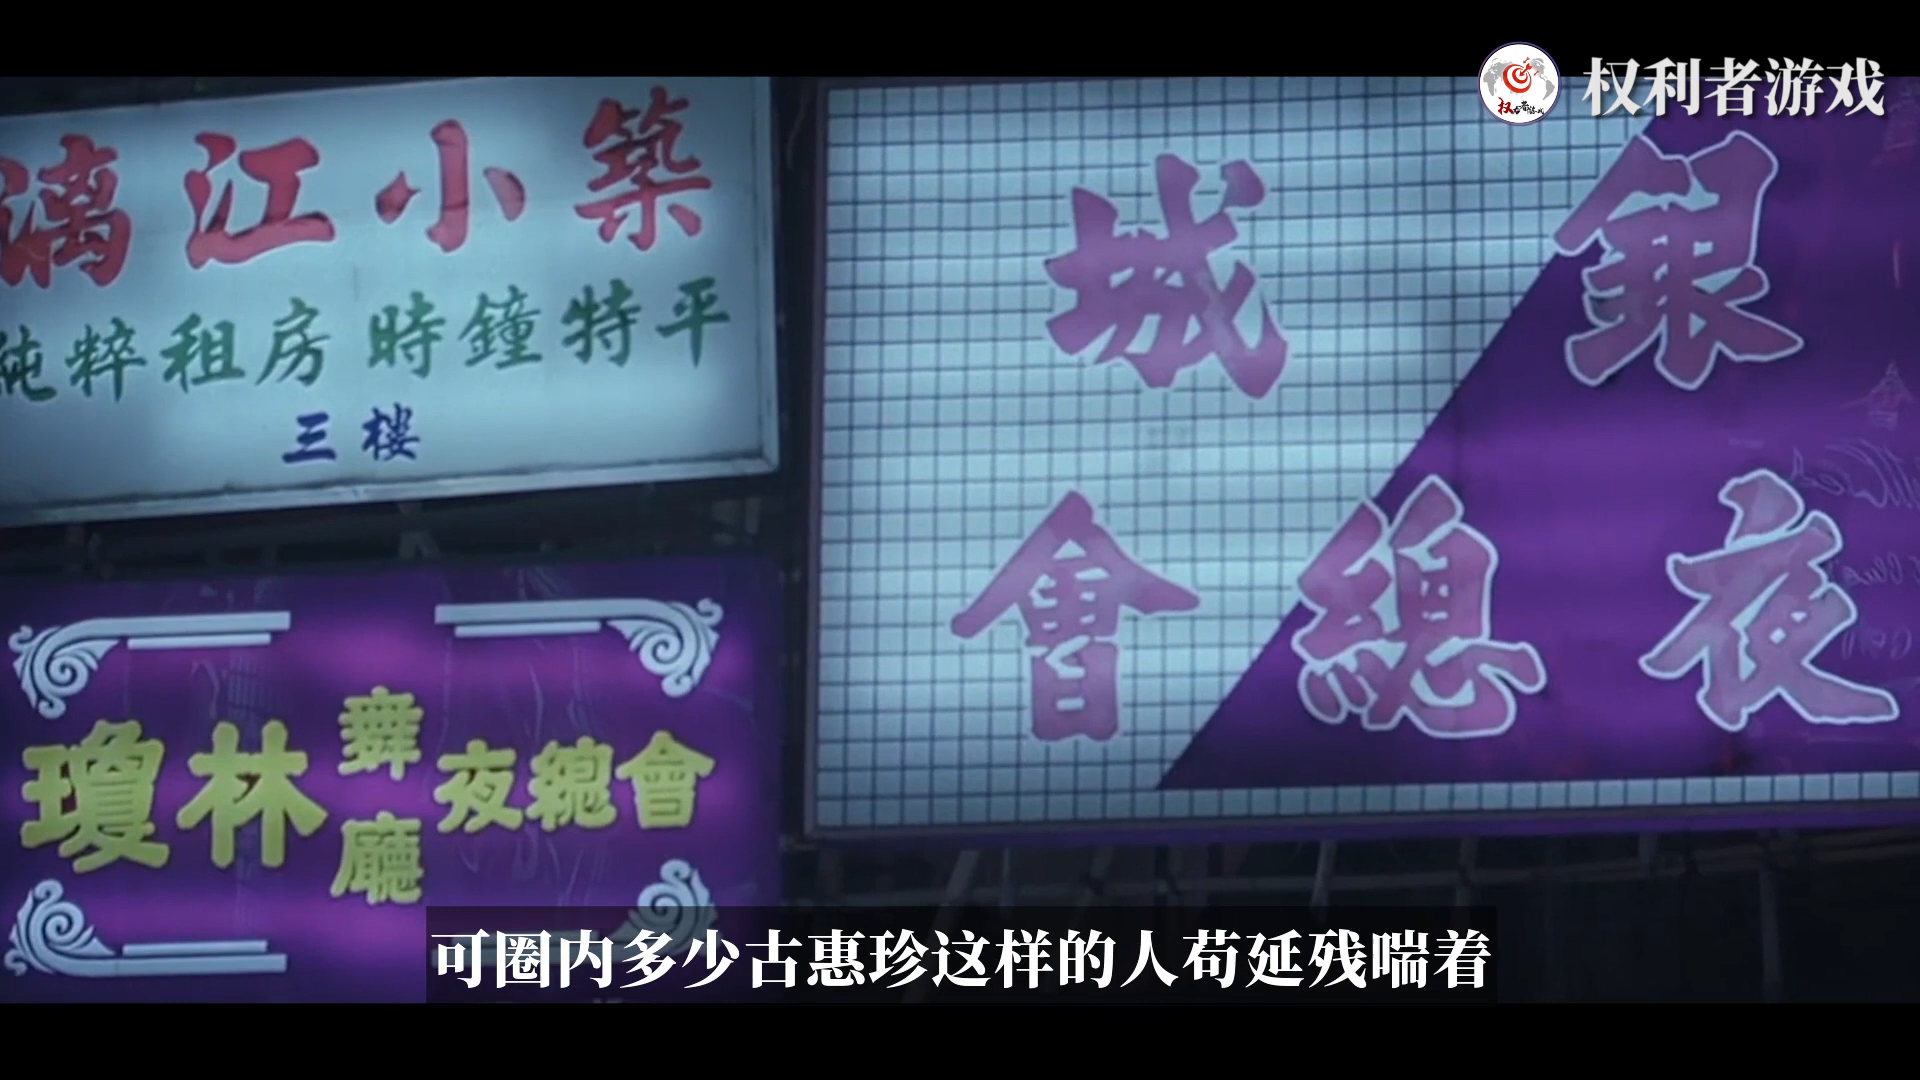 权利者游戏
漓江小築
純粹租房 時鐘特平
三樓
銀城
夜總會
瓊林舞廳夜總會
可圈内多少古惠珍这样的人苟延残喘着